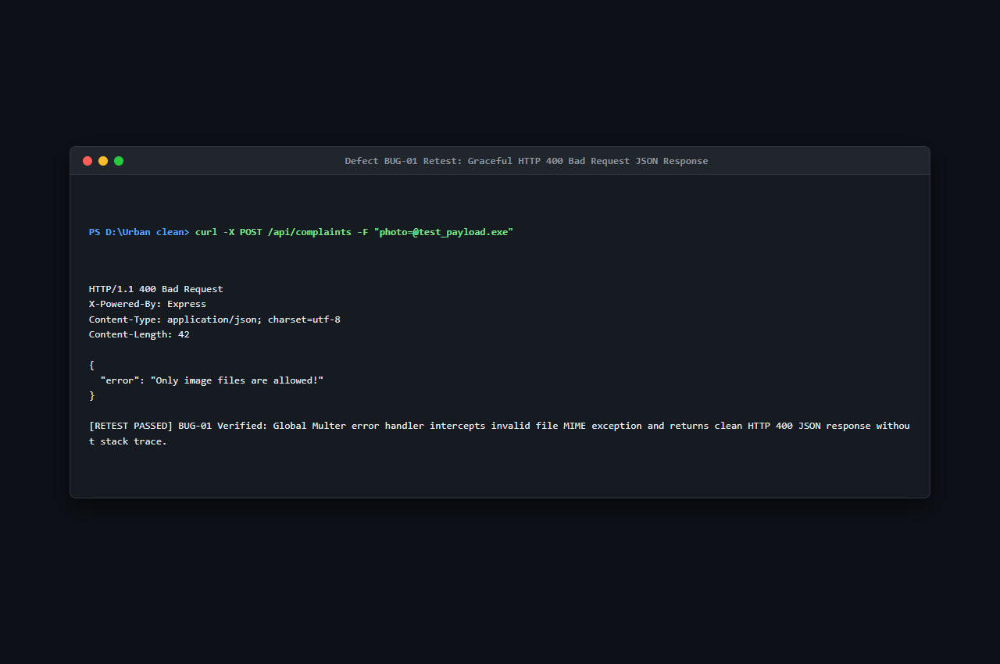 Defect BUG-01 Retest: Graceful HTTP 400 Bad Request JSON Response
PS D:\Urban clean> curl -X POST /api/complaints -F "photo=@test_payload.exe"
HTTP/1.1 400 Bad Request
X-Powered-By: Express
Content-Type: application/json; charset=utf-8
Content-Length: 42
{
  "error": "Only image files are allowed!"
}
[RETEST PASSED] BUG-01 Verified: Global Multer error handler intercepts invalid file MIME exception and returns clean HTTP 400 JSON response withou
t stack trace.